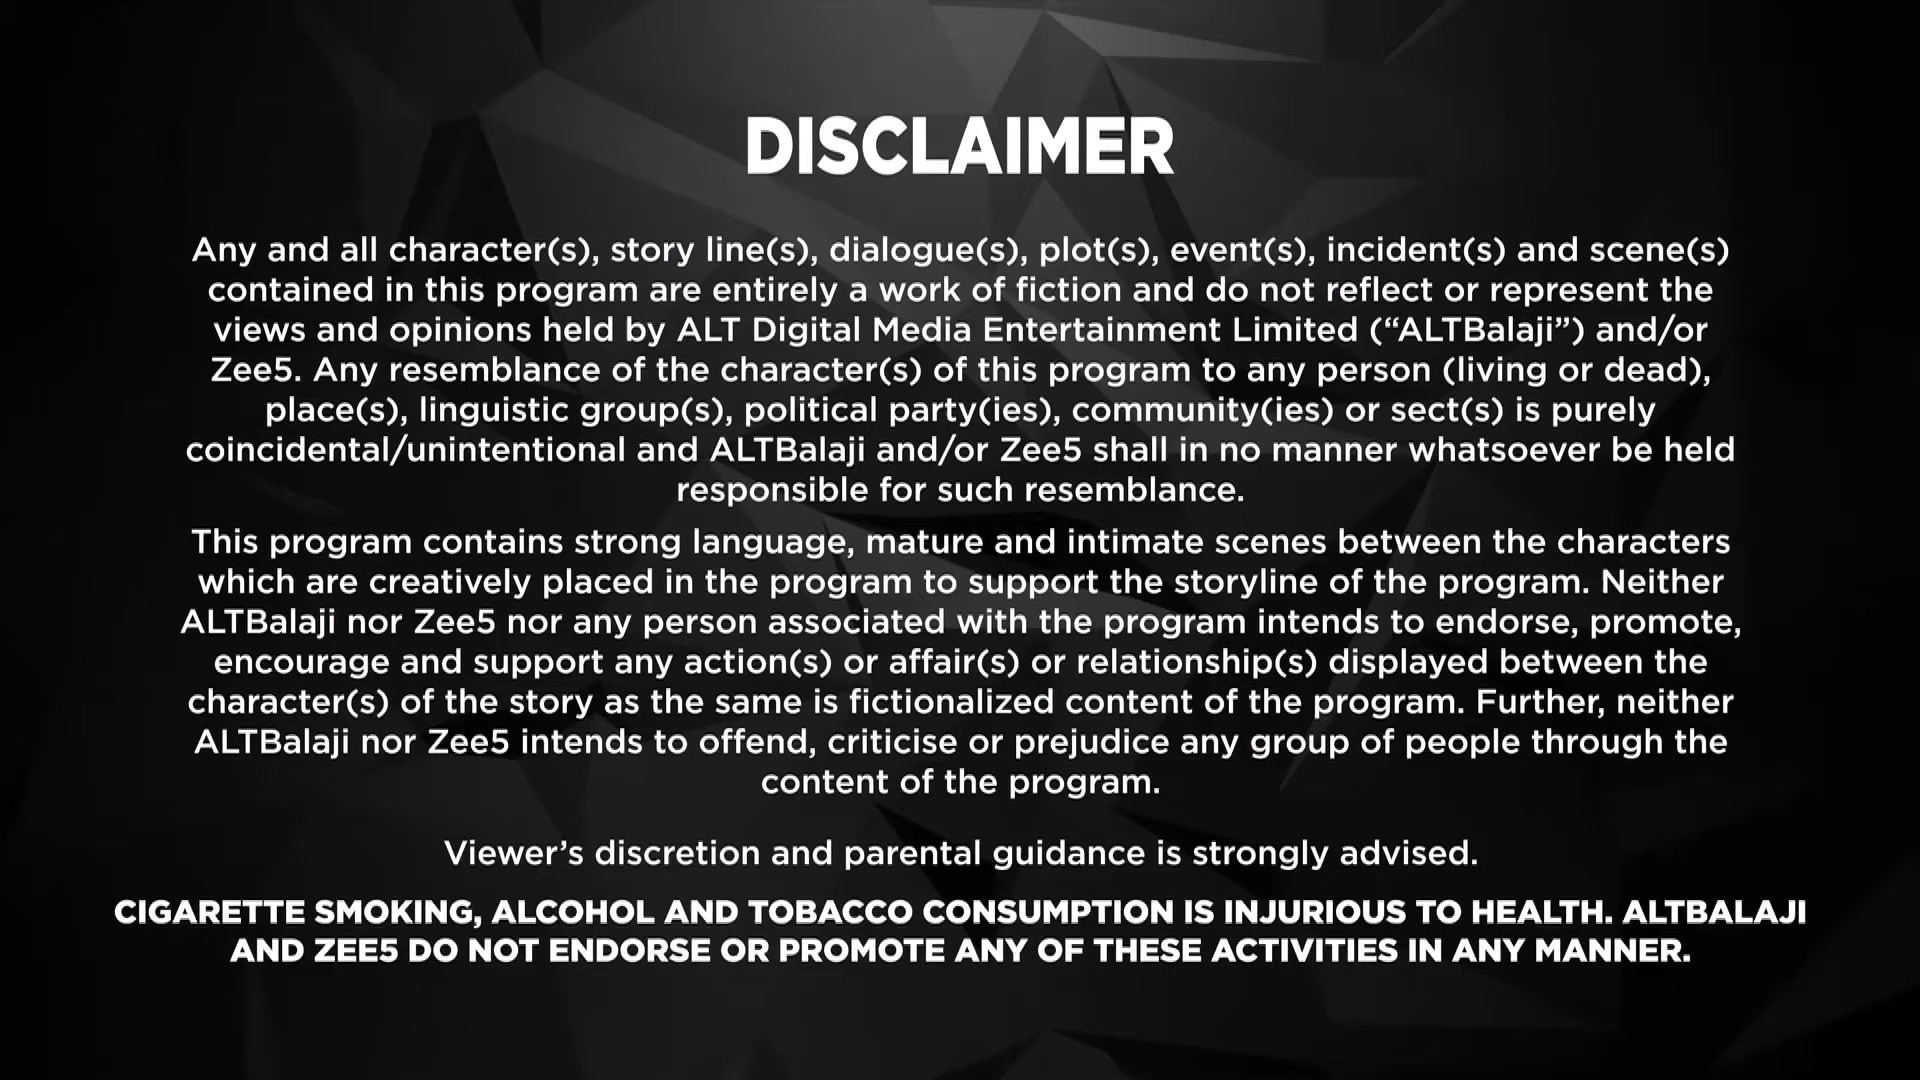 DISCLAIMER
Any and all character(s), story line(s), dialogue(s), plot(s), event(s), incident(s) and scene(s)
contained in this program are entirely a work of fiction and do not reflect or represent the
views and opinions held by ALT Digital Media Entertainment Limited (“ALTBalaji”) and/or
Zee5. Any resemblance of the character(s) of this program to any person (living or dead),
place(s), linguistic group(s), political party(ies), community(ies) or sect(s) is purely
coincidental/unintentional and ALTBalaji and/or Zee5 shall in no manner whatsoever be held
responsible for such resemblance.
This program contains strong language, mature and intimate scenes between the characters
which are creatively placed in the program to support the storyline of the program. Neither
ALTBalaji nor Zee5 nor any person associated with the program intends to endorse, promote,
encourage and support any action(s) or affair(s) or relationship(s) displayed between the
character(s) of the story as the same is fictionalized content of the program. Further, neither
ALTBalaji nor Zee5 intends to offend, criticise or prejudice any group of people through the
content of the program.
Viewer’s discretion and parental guidance is strongly advised.
CIGARETTE SMOKING, ALCOHOL AND TOBACCO CONSUMPTION IS INJURIOUS TO HEALTH. ALTBALAJI
AND ZEE5 DO NOT ENDORSE OR PROMOTE ANY OF THESE ACTIVITIES IN ANY MANNER.